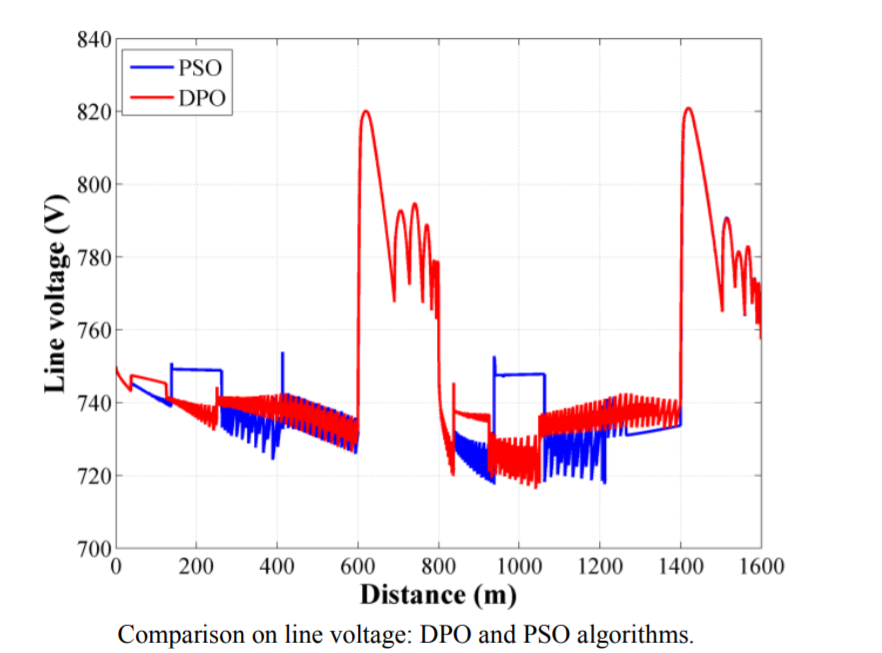 840
820
800
780
760
740
720
700
Line voltage (V)
PSO
DPO
0 200 400 600 800 1000 1200 1400 1600
Distance (m)
Comparison on line voltage: DPO and PSO algorithms.